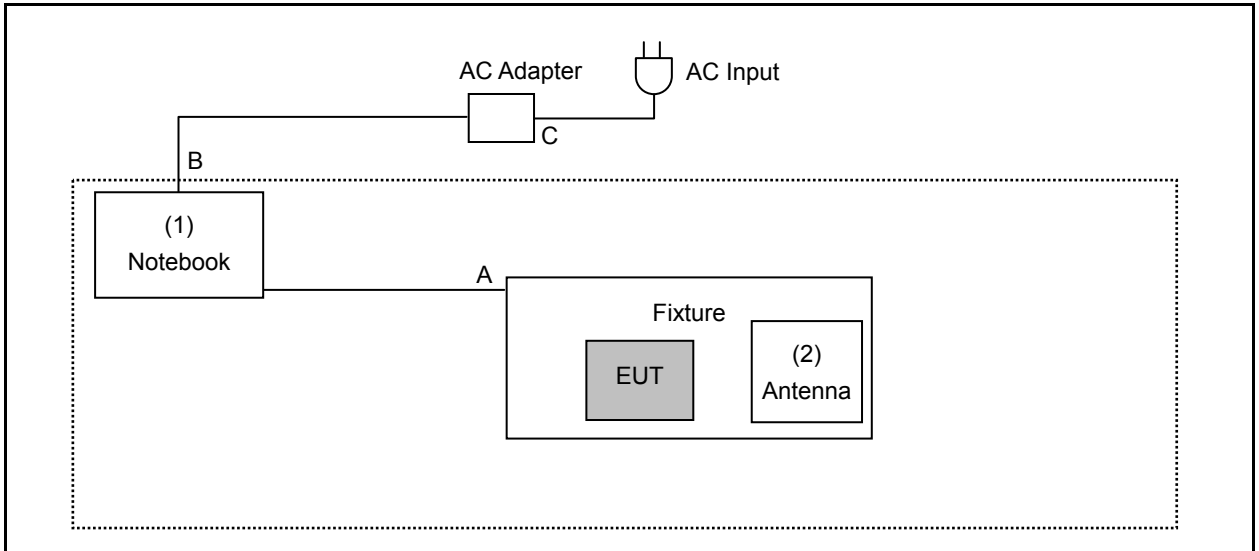 AC Adapter
AC Input
C
B
(1)
Notebook
A
Fixture
EUT
(2)
Antenna